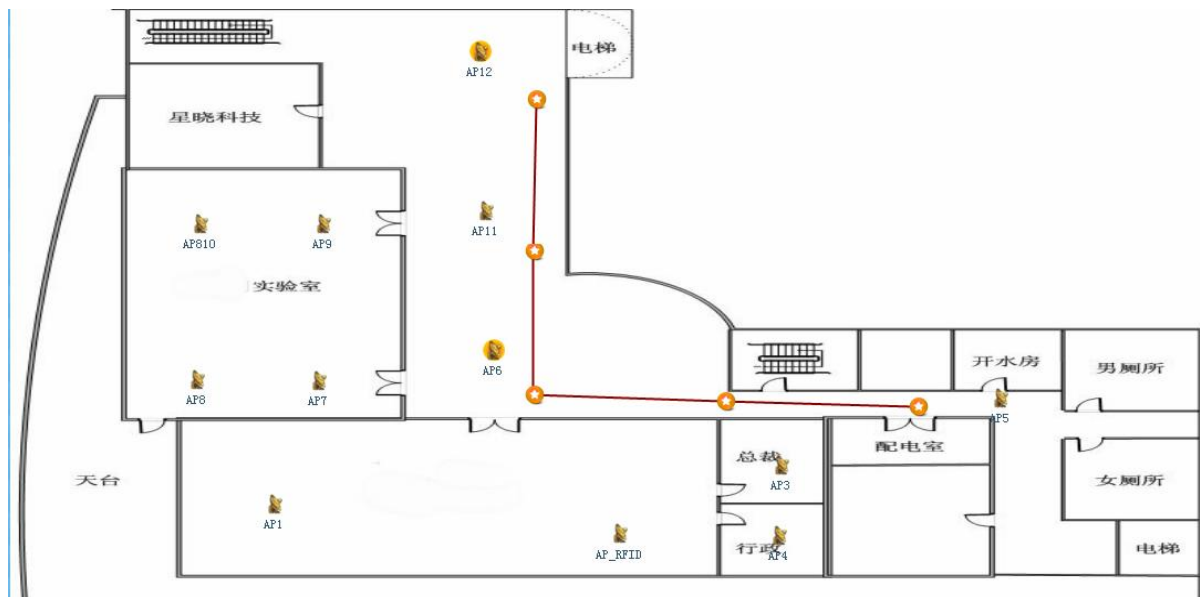 电梯
AP12
星晓科技
AP810
AP9
AP11
实验室
AP6
AP8
AP7
开水房
男厕所
AP5
总裁
AP3
配电室
天台
女厕所
AP1
AP_RFID
行政
AP4
电梯